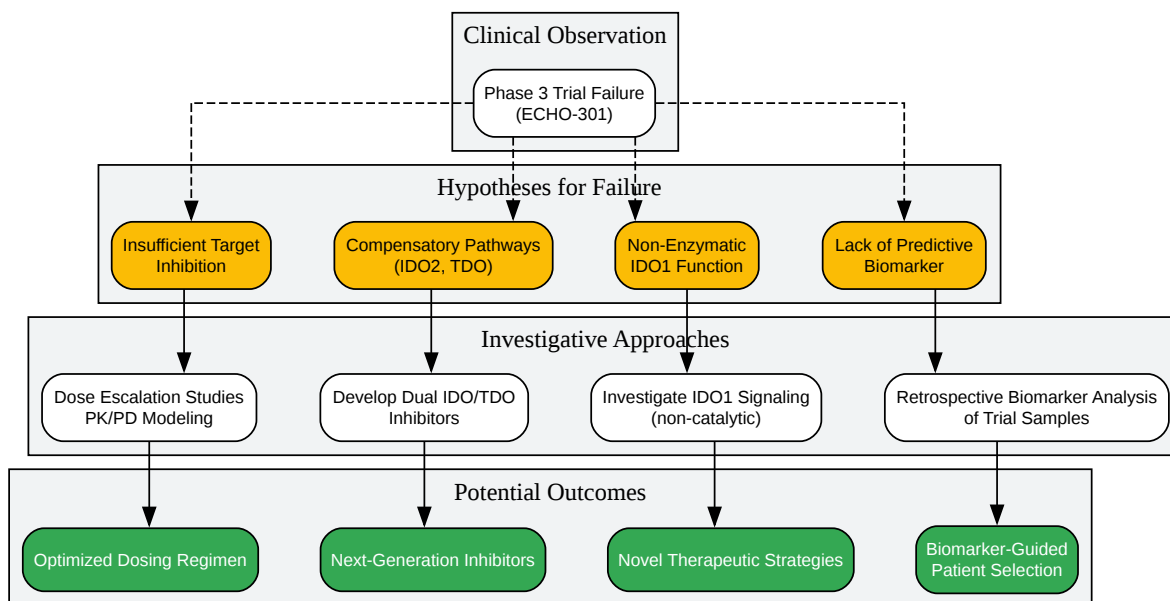 Clinical Observation
Phase 3 Trial Failure
(ECHO-301)
Hypotheses for Failure
Insufficient Target
Inhibition
Compensatory Pathways
(IDO2, TDO)
Non-Enzymatic
IDO1 Function
Lack of Predictive
Biomarker
Investigative Approaches
Dose Escalation Studies
PK/PD Modeling
Develop Dual IDO/TDO
Inhibitors
Investigate IDO1 Signaling
(non-catalytic)
Retrospective Biomarker Analysis
of Trial Samples
Potential Outcomes
Optimized Dosing Regimen
Next-Generation Inhibitors
Novel Therapeutic Strategies
Biomarker-Guided
Patient Selection